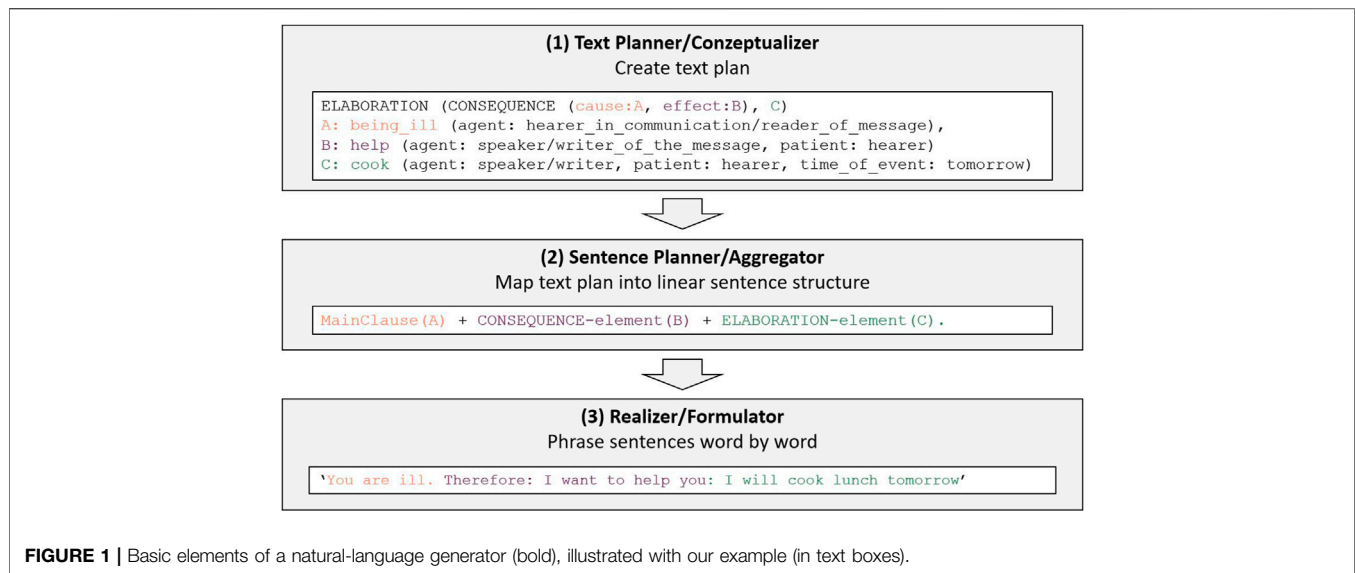 (1) Text Planner/Conzeptualizer
Create text plan
ELABORATION (CONSEQUENCE (cause:A, effect:B), C)
A: being_ill (agent: hearer_in_communication/reader_of_message),
B: help (agent: speaker/writer_of_the_message, patient: hearer)
C: cook (agent: speaker/writer, patient: hearer, time_of_event: tomorrow)
(2) Sentence Planner/Aggregator
Map text plan into linear sentence structure
MainClause(A) + CONSEQUENCE-element(B) + ELABORATION-element(C).
(3) Realizer/Formulator
Phrase sentences word by word
‘You are ill. Therefore: I want to help you: I will cook lunch tomorrow’
FIGURE 1 | Basic elements of a natural-language generator (bold), illustrated with our example (in text boxes).